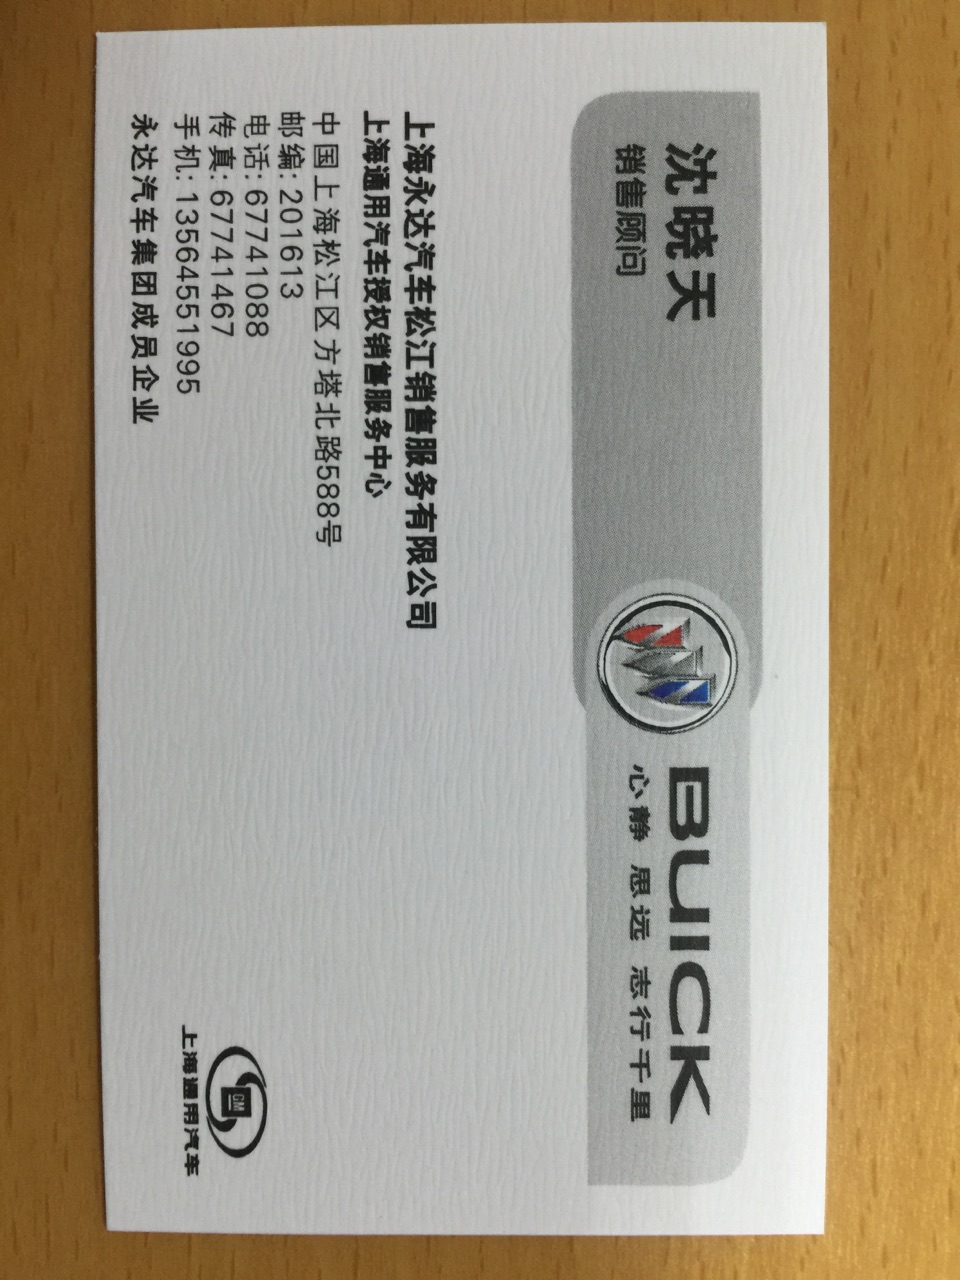 沈晓天
销售顾问
BUICK
心静 思远 志行千里
上海永达汽车松江销售服务有限公司
上海通用汽车授权销售服务中心
中国上海松江区方塔北路588号
邮编: 201613
电话: 67741088
传真: 67741467
手机: 13564551995
永达汽车集团成员企业
GM
上海通用汽车